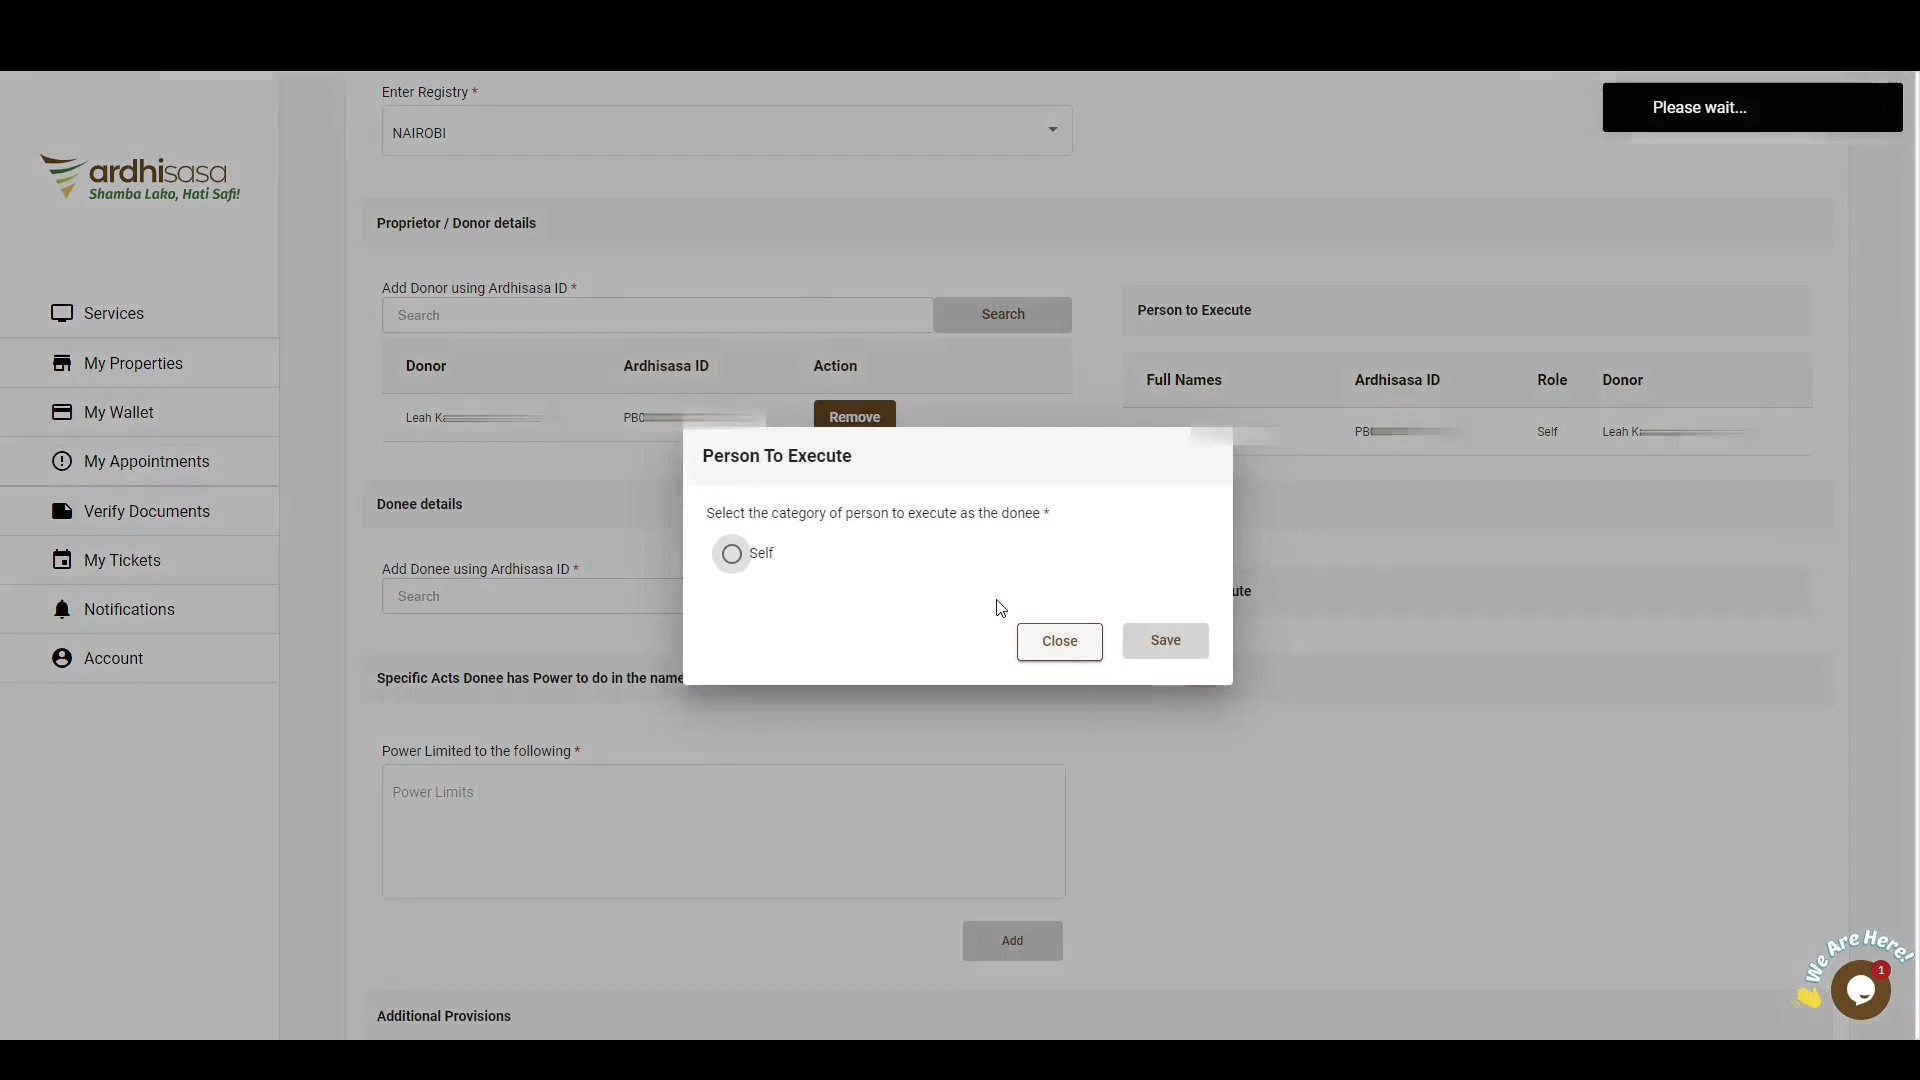 Enter Registry *
NAIROBI
Please wait...
ardhisasa
Shamba Lako, Hati Safi!
Services
My Properties
My Wallet
My Appointments
Verify Documents
My Tickets
Notifications
Account
Proprietor / Donor details
Add Donor using Ardhisasa ID *
Search
Search
Donor
Ardhisasa ID
Action
Leah
Remove
Person to Execute
Full Names
Ardhisasa ID
Role
Donor
Self
Leah
Donee details
Add Donee using Ardhisasa ID *
Search
Person To Execute
Select the category of person to execute as the donee *
Self
Close
Save
Specific Acts Donee has Power to do in the name
Power Limited to the following *
Power Limits
Add
Additional Provisions
We Are Here!
1